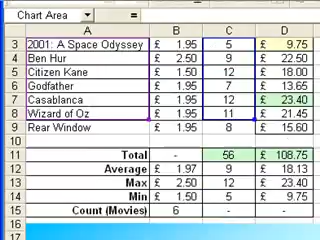 Chart Area =
A B C D
3 2001: A Space Odyssey £ 1.95 5 £ 9.75
4 Ben Hur £ 2.50 9 £ 22.50
5 Citizen Kane £ 1.50 12 £ 18.00
6 Godfather £ 1.95 7 £ 13.65
7 Casablanca £ 1.95 12 £ 23.40
8 Wizard of Oz £ 1.95 11 £ 21.45
9 Rear Window £ 1.95 8 £ 15.60
10
11 Total - 56 £ 108.75
12 Average £ 1.97 9 £ 18.13
13 Max £ 2.50 12 £ 23.40
14 Min £ 1.50 5 £ 9.75
15 Count (Movies) 6 - -
16
17